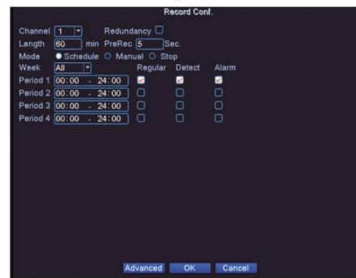 Record Conf.
Channel 1 Redundancy
Length 60 min PreRec 5 Sec.
Mode Schedule Manual Stop
Week All Regular Detect Alarm
Period 1 00:00 - 24:00
Period 2 00:00 - 24:00
Period 3 00:00 - 24:00
Period 4 00:00 - 24:00
Advanced OK Cancel